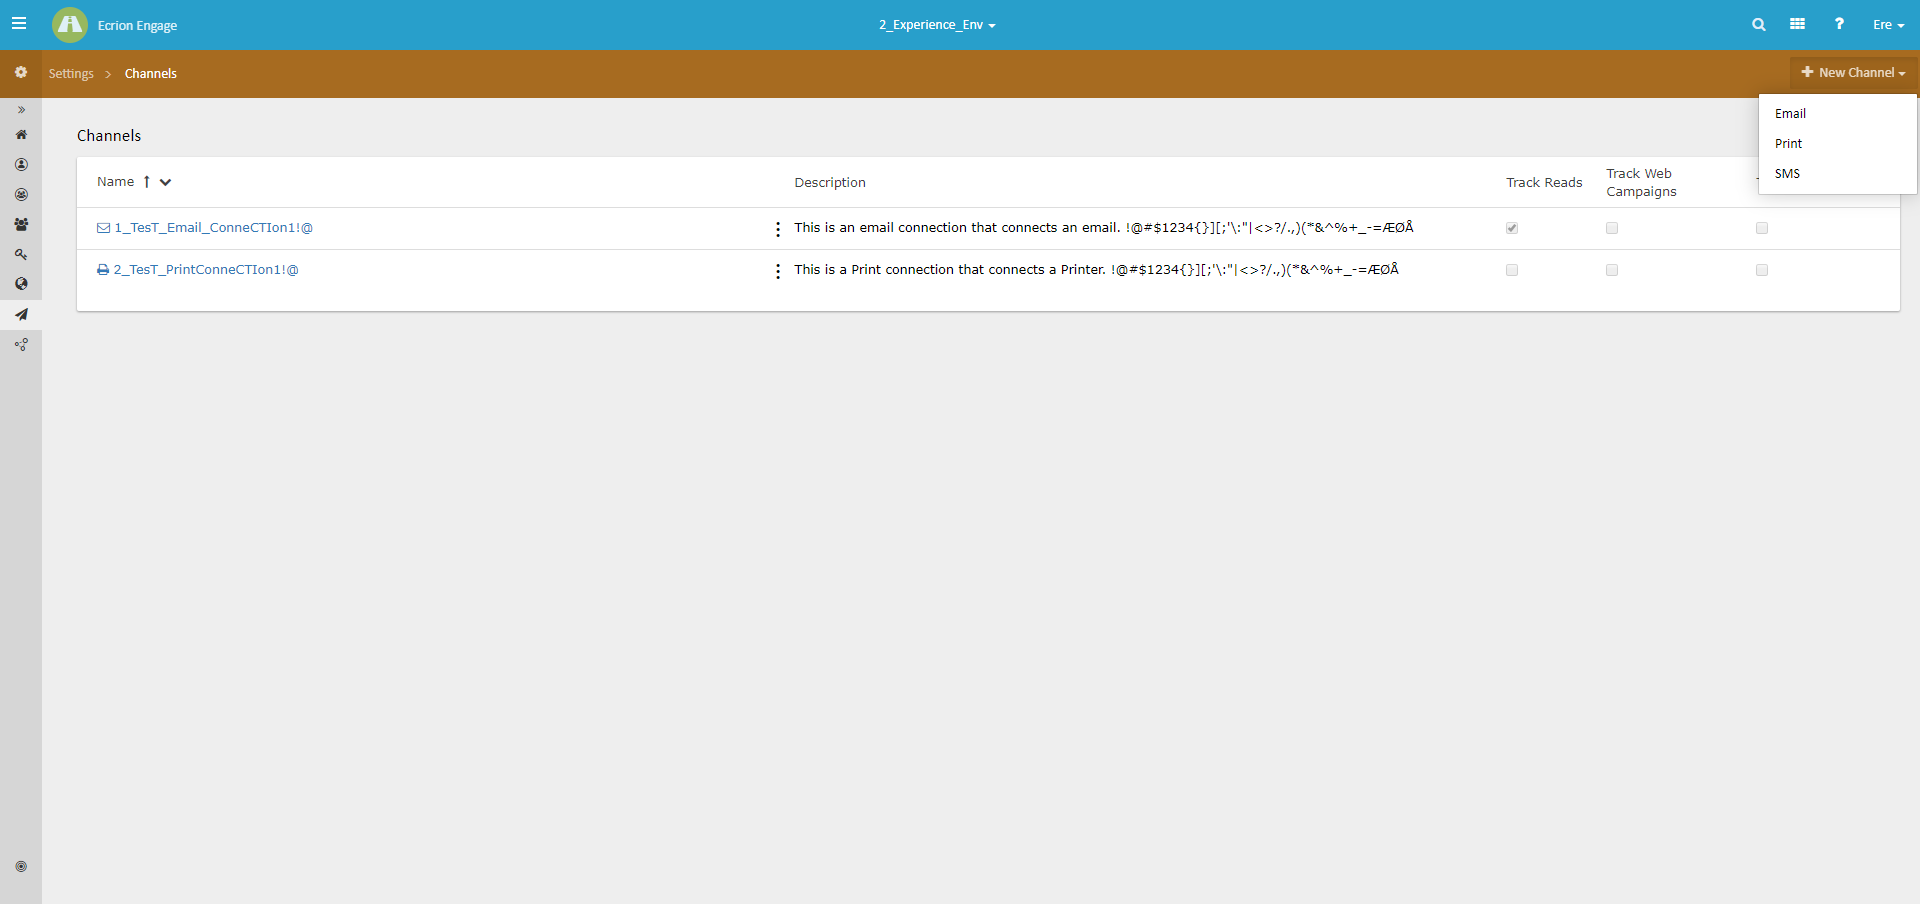 Ecrion Engage
2_Experience_Env
?
Ere
Settings > Channels
+ New Channel
Email
Print
SMS
Channels
Name
Description
Track Reads
Track Web
Campaigns
1_TesT_Email_ConneCTIon1!@
This is an email connection that connects an email. !@#$1234{}][;'\:"|<>?/.,)(*&^%+_-=ÆØÅ
2_TesT_PrintConneCTIon1!@
This is a Print connection that connects a Printer. !@#$1234{}][;'\:"|<>?/.,)(*&^%+_-=ÆØÅ